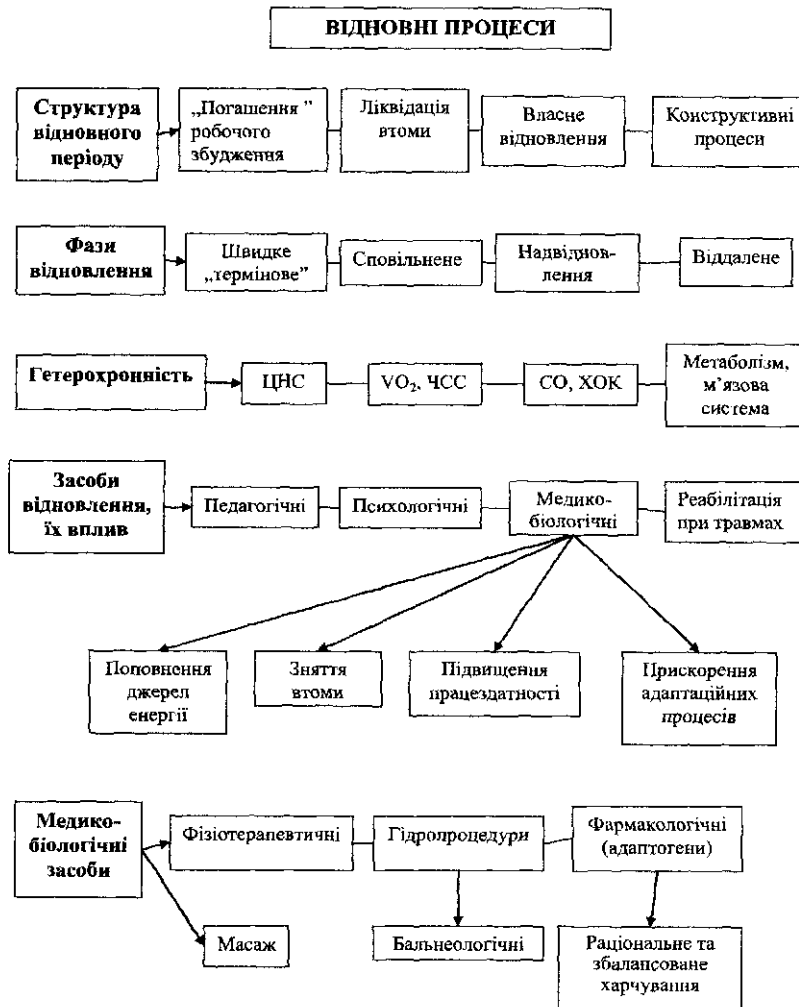 ВІДНОВНІ ПРОЦЕСИ
Структура
відновного
періоду
„Погашення”
робочого
збудження
Ліквідація
втоми
Власне
відновлення
Конструктивні
процеси
Фази
відновлення
Швидке
„термінове”
Сповільнене
Надвіднов-
лення
Віддалене
Гетерохронність
ЦНС
VO₂, ЧСС
СО, ХОК
Метаболізм,
м’язова
система
Засоби
відновлення,
їх вплив
Педагогічні
Психологічні
Медико-
біологічні
Реабілітація
при травмах
Поповнення
джерел
енергії
Зняття
втоми
Підвищення
працездатності
Прискорення
адаптаційних
процесів
Медико-
біологічні
засоби
Фізіотерапевтичні
Гідропроцедури
Фармакологічні
(адаптогени)
Масаж
Бальнеологічні
Раціональне та
збалансоване
харчування